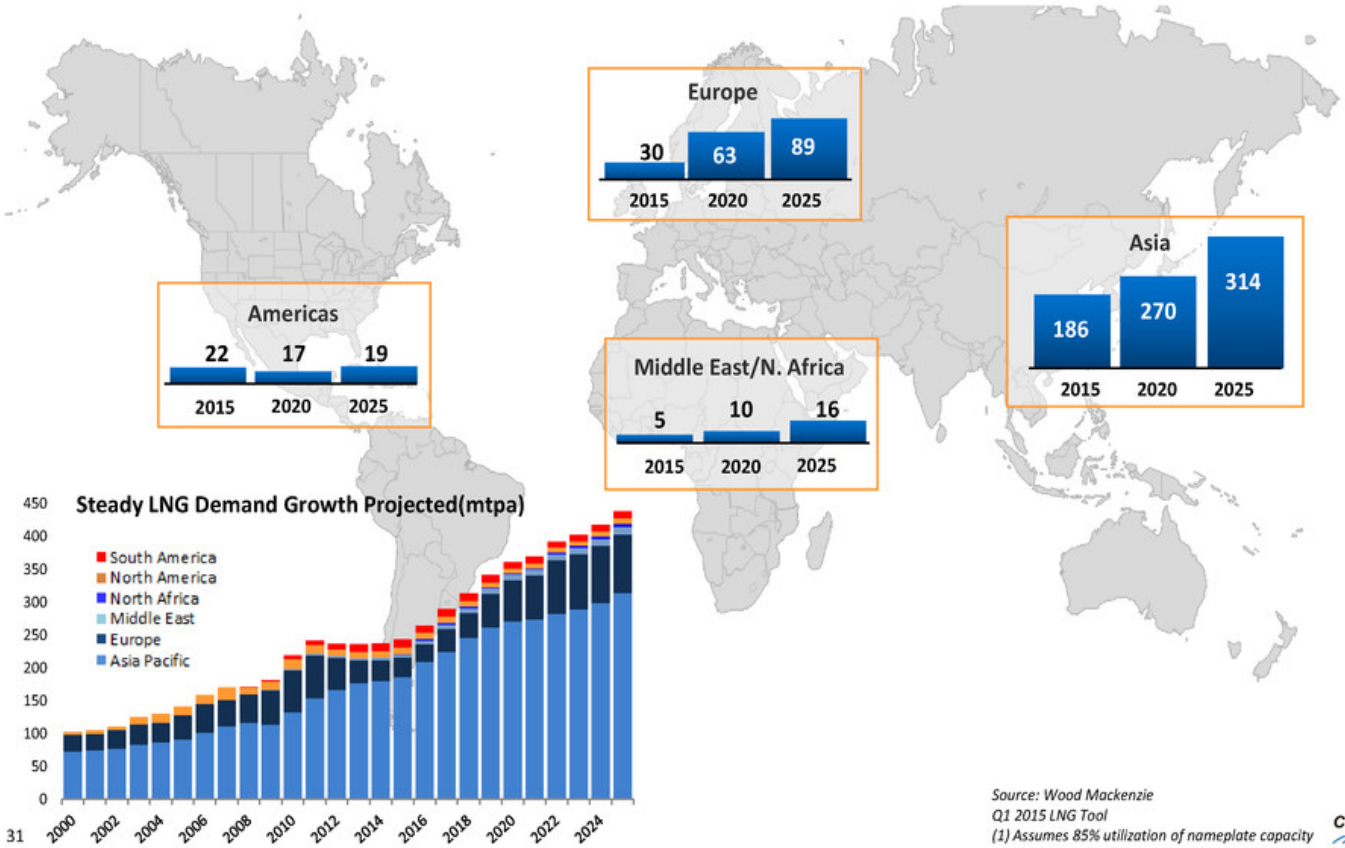 Europe
30 63 89
2015 2020 2025
Asia
186 270 314
2015 2020 2025
Americas
22 17 19
2015 2020 2025
Middle East/N. Africa
5 10 16
2015 2020 2025
Steady LNG Demand Growth Projected(mtpa)
450
400
350
300
250
200
150
100
50
0
South America
North America
North Africa
Middle East
Europe
Asia Pacific
2000 2002 2004 2006 2008 2010 2012 2014 2016 2018 2020 2022 2024
Source: Wood Mackenzie
Q1 2015 LNG Tool
(1) Assumes 85% utilization of nameplate capacity
31